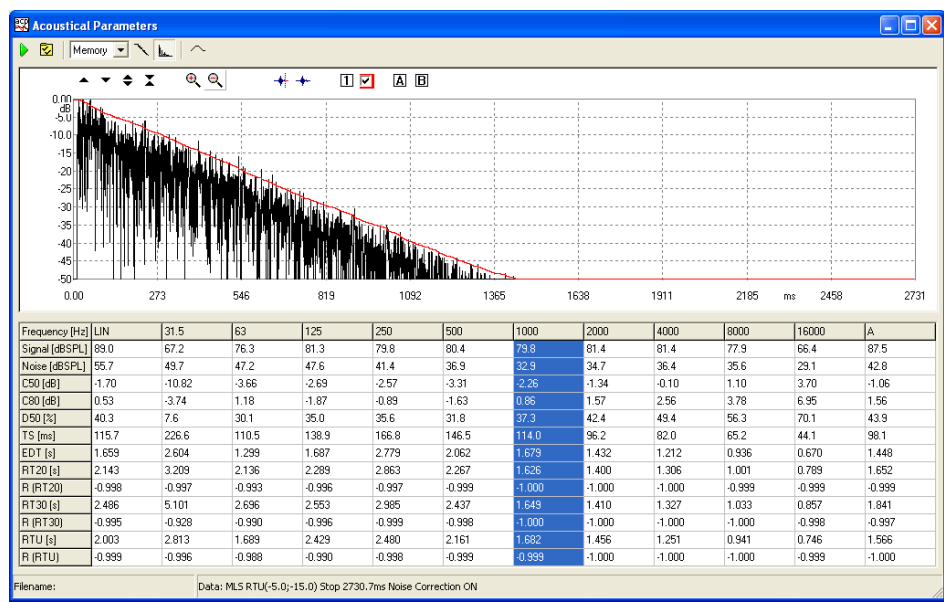 Acoustical Parameters
Memory
1 A B
0.00
dB
-5.0
-10.0
-15
-20
-25
-30
-35
-40
-45
-50
0.00 273 546 819 1092 1365 1638 1911 2185 ms 2458 2731
Frequency [Hz] LIN 31.5 63 125 250 500 1000 2000 4000 8000 16000 A
Signal [dBSPL] 89.0 67.2 76.3 81.3 79.8 80.4 79.8 81.4 81.4 77.9 66.4 87.5
Noise [dBSPL] 55.7 49.7 47.2 47.6 41.4 36.9 32.9 34.7 36.4 35.6 29.1 42.8
C50 [dB] -1.70 -10.82 -3.66 -2.69 -2.57 -3.31 -2.26 -1.34 -0.10 1.10 3.70 -1.06
C80 [dB] 0.53 -3.74 1.18 -1.87 -0.89 -1.63 0.86 1.57 2.56 3.78 6.95 1.56
D50 [%] 40.3 7.6 30.1 35.0 35.6 31.8 37.3 42.4 49.4 56.3 70.1 43.9
TS [ms] 115.7 226.6 110.5 138.9 166.8 146.5 114.0 96.2 82.0 65.2 44.1 98.1
EDT [s] 1.659 2.604 1.299 1.687 2.779 2.062 1.679 1.432 1.212 0.936 0.670 1.448
RT20 [s] 2.143 3.209 2.136 2.289 2.863 2.267 1.626 1.400 1.306 1.001 0.789 1.652
R (RT20) -0.998 -0.997 -0.993 -0.996 -0.997 -0.999 -1.000 -1.000 -1.000 -0.999 -0.999 -0.999
RT30 [s] 2.486 5.101 2.696 2.553 2.985 2.437 1.649 1.410 1.327 1.033 0.857 1.841
R (RT30) -0.995 -0.928 -0.990 -0.996 -0.999 -0.998 -1.000 -1.000 -1.000 -1.000 -0.998 -0.997
RTU [s] 2.003 2.813 1.689 2.429 2.480 2.161 1.682 1.456 1.251 0.941 0.746 1.566
R (RTU) -0.999 -0.996 -0.988 -0.990 -0.998 -0.999 -0.999 -1.000 -1.000 -1.000 -0.999 -1.000
Filename: Data: MLS RTU(-5.0;-15.0) Stop 2730.7ms Noise Correction ON